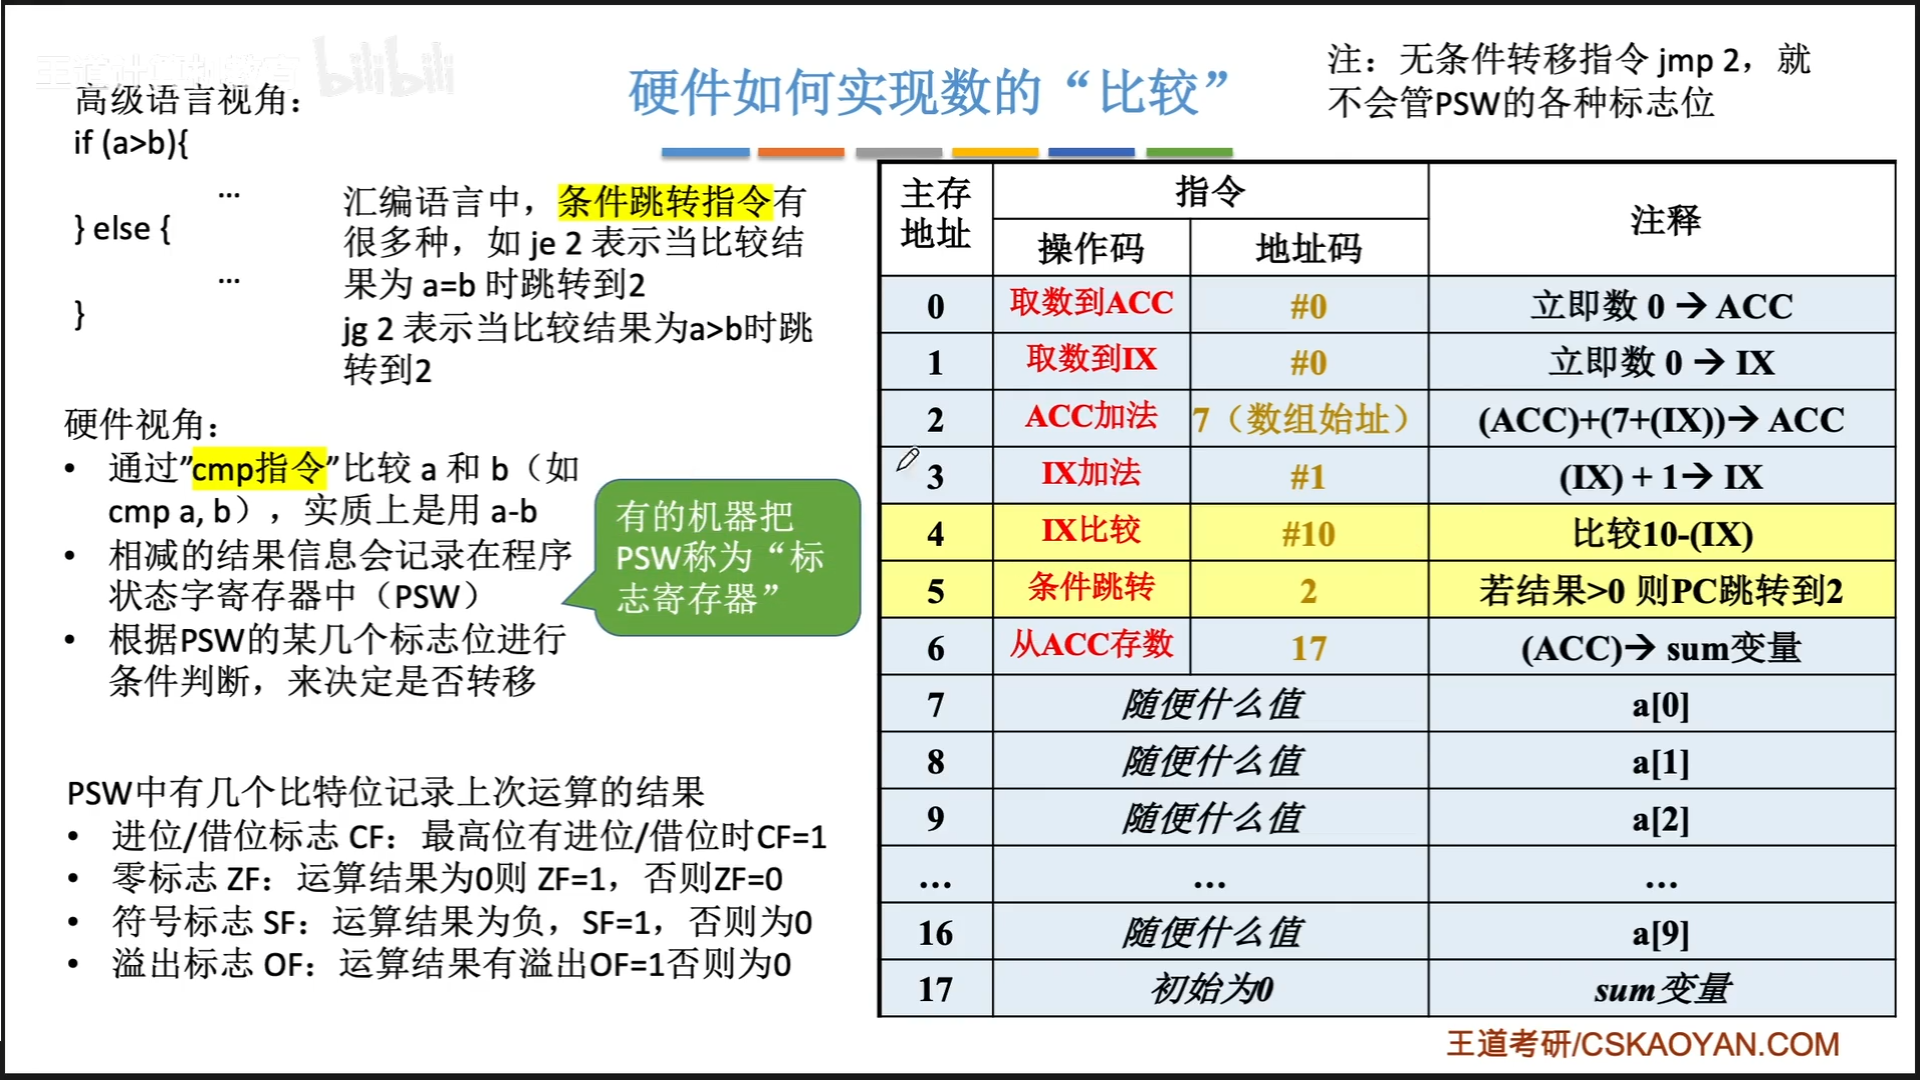 王道计算机教育 bilibili
硬件如何实现数的“比较”
注：无条件转移指令 jmp 2，就
不会管PSW的各种标志位
高级语言视角：
if (a>b){
...
} else {
...
}
汇编语言中，条件跳转指令有
很多种，如 je 2 表示当比较结
果为 a=b 时跳转到2
jg 2 表示当比较结果为a>b时跳
转到2
硬件视角：
• 通过”cmp指令”比较 a 和 b（如
cmp a, b），实质上是用 a-b
• 相减的结果信息会记录在程序
状态字寄存器中（PSW）
• 根据PSW的某几个标志位进行
条件判断，来决定是否转移
有的机器把
PSW称为“标
志寄存器”
PSW中有几个比特位记录上次运算的结果
• 进位/借位标志 CF：最高位有进位/借位时CF=1
• 零标志 ZF：运算结果为0则 ZF=1，否则ZF=0
• 符号标志 SF：运算结果为负，SF=1，否则为0
• 溢出标志 OF：运算结果有溢出OF=1否则为0
主存
地址
指令
注释
操作码 地址码
0 取数到ACC #0 立即数 0 → ACC
1 取数到IX #0 立即数 0 → IX
2 ACC加法 7（数组始址） (ACC)+(7+(IX))→ ACC
3 IX加法 #1 (IX) + 1→ IX
4 IX比较 #10 比较10-(IX)
5 条件跳转 2 若结果>0 则PC跳转到2
6 从ACC存数 17 (ACC)→ sum变量
7 随便什么值 a[0]
8 随便什么值 a[1]
9 随便什么值 a[2]
... ... ...
16 随便什么值 a[9]
17 初始为0 sum变量
王道考研/CSKAOYAN.COM